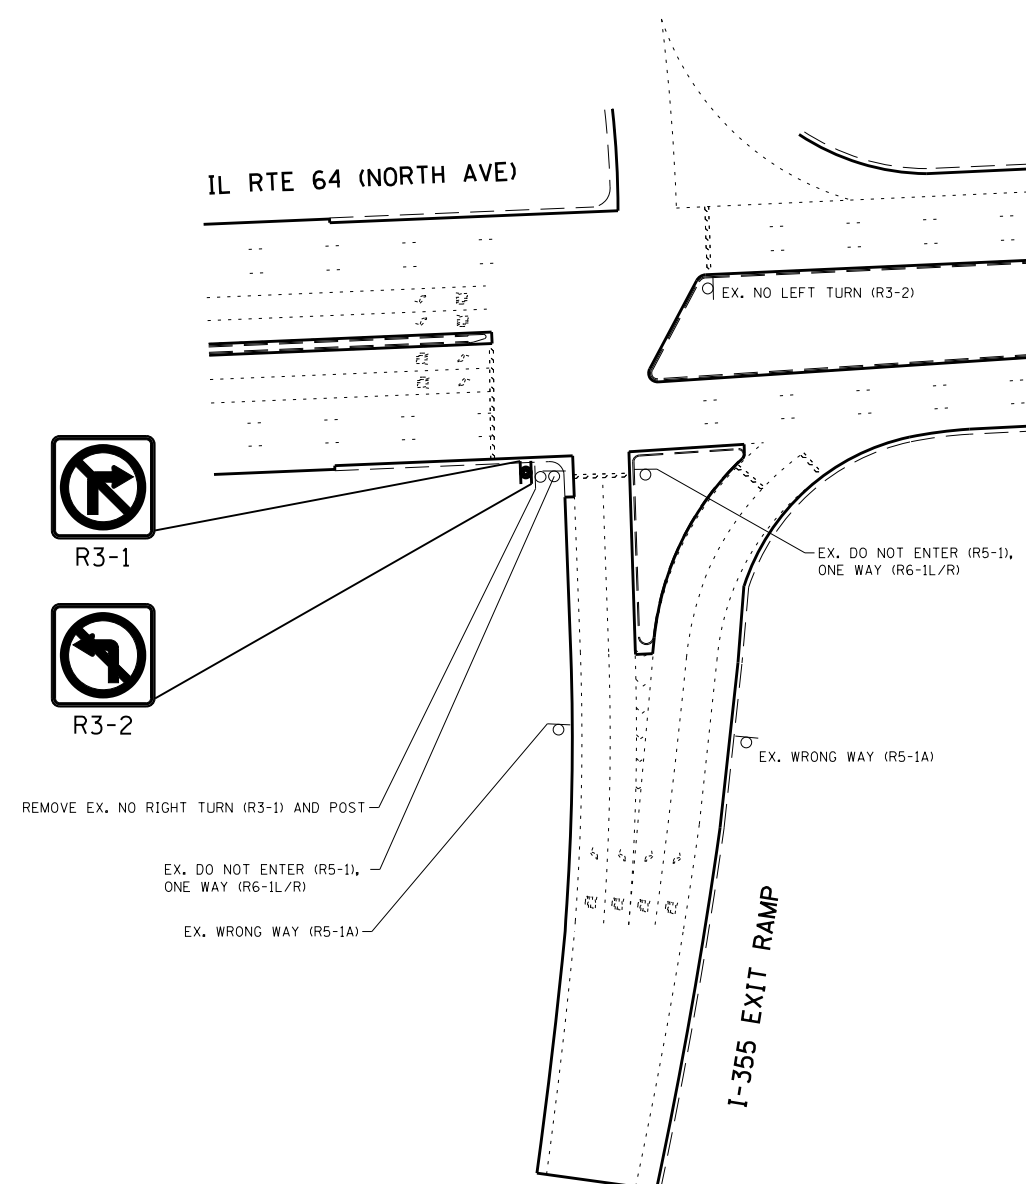 IL RTE 64 (NORTH AVE)
EX. NO LEFT TURN (R3-2)
R3-1
EX. DO NOT ENTER (R5-1),
ONE WAY (R6-1L/R)
R3-2
EX. WRONG WAY (R5-1A)
REMOVE EX. NO RIGHT TURN (R3-1) AND POST
EX. DO NOT ENTER (R5-1),
ONE WAY (R6-1L/R)
EX. WRONG WAY (R5-1A)
I-355 EXIT RAMP